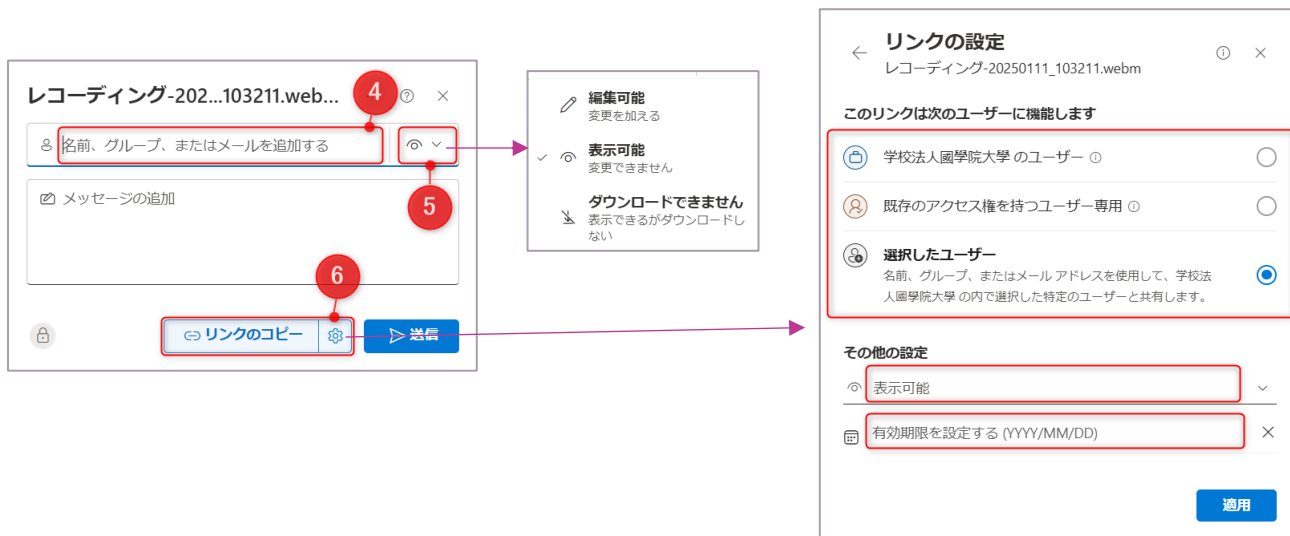 レコーディング-202...103211.web...
4
名前、グループ、またはメールを追加する
5
メッセージの追加
6
リンクのコピー
送信
編集可能
変更を加える
表示可能
変更できません
ダウンロードできません
表示できるがダウンロードし
ない
リンクの設定
レコーディング-20250111_103211.webm
このリンクは次のユーザーに機能します
学校法人國學院大學 のユーザー
既存のアクセス権を持つユーザー専用
選択したユーザー
名前、グループ、またはメール アドレスを使用して、学校法
人國學院大學 の内で選択した特定のユーザーと共有します。
その他の設定
表示可能
有効期限を設定する (YYYY/MM/DD)
適用